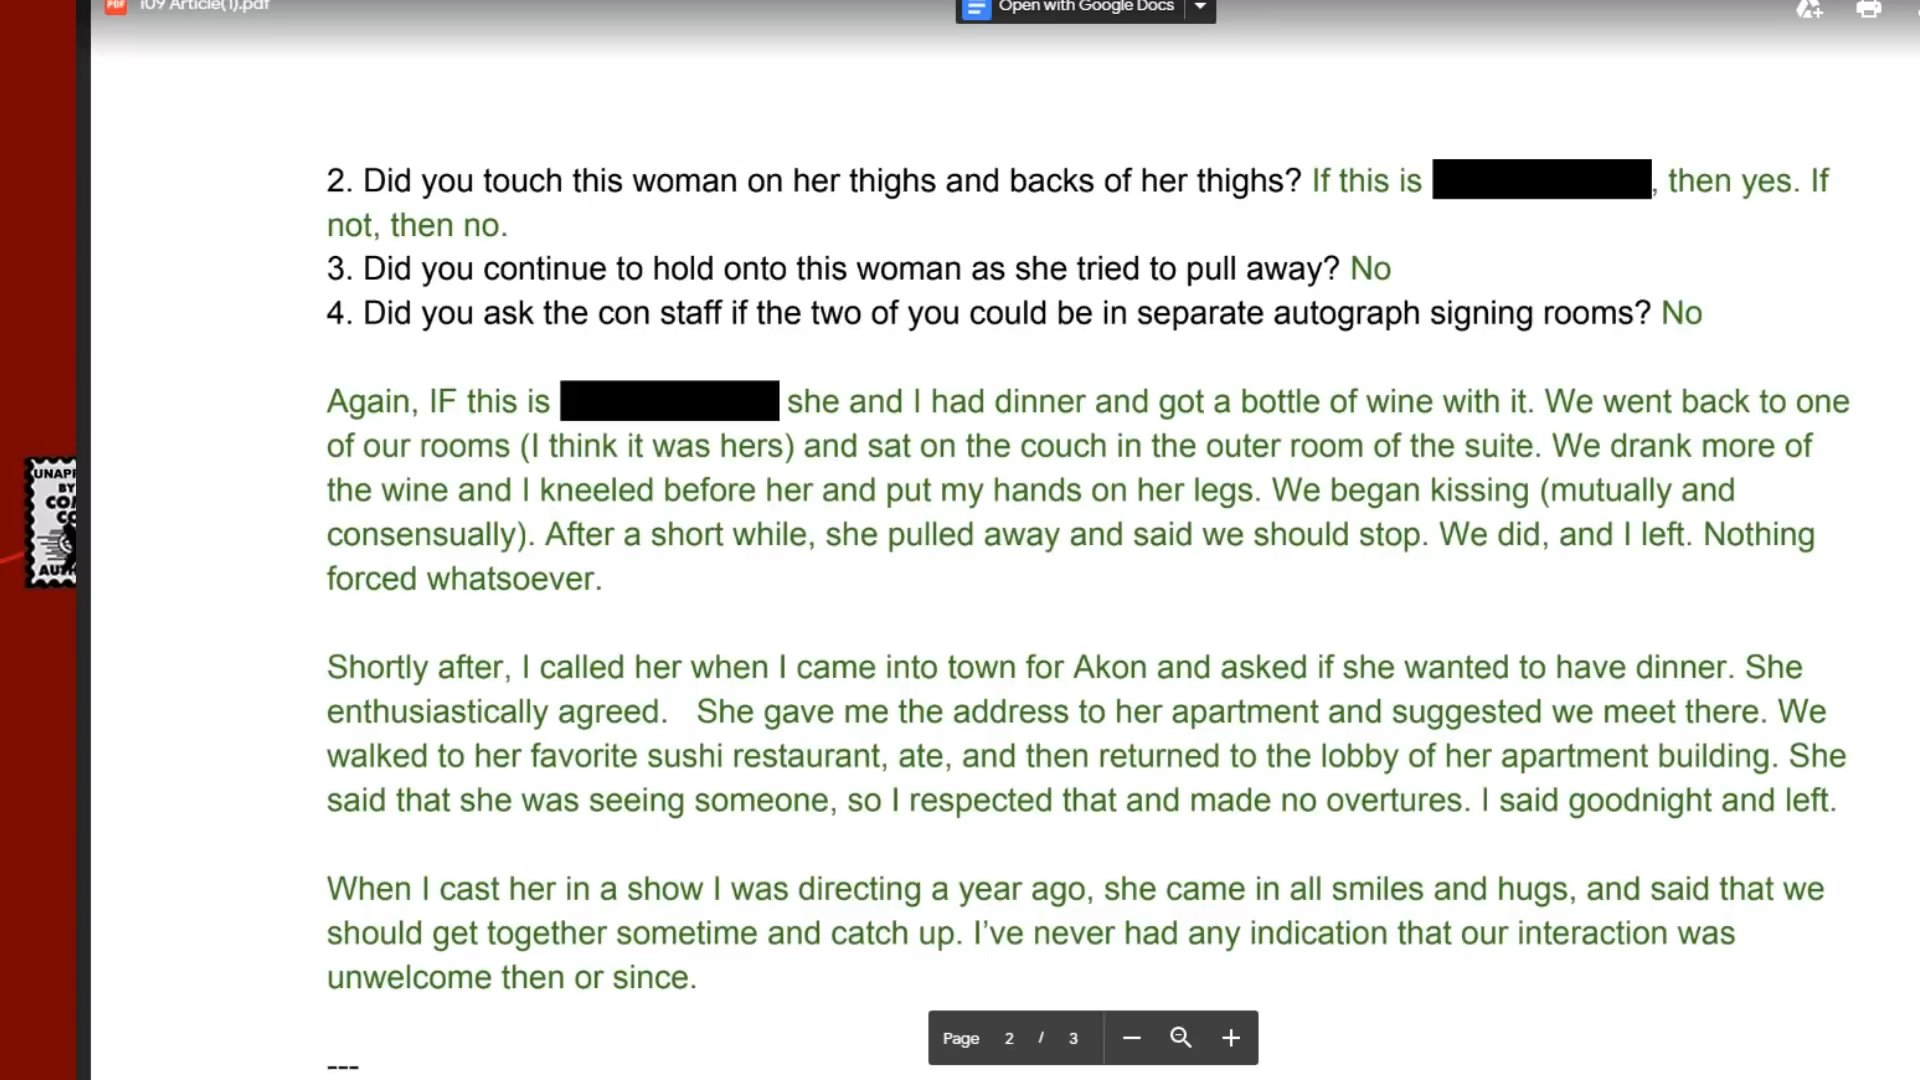 i09 Article(1).pdf
Open with Google Docs
2. Did you touch this woman on her thighs and backs of her thighs? If this is , then yes. If
not, then no.
3. Did you continue to hold onto this woman as she tried to pull away? No
4. Did you ask the con staff if the two of you could be in separate autograph signing rooms? No
Again, IF this is she and I had dinner and got a bottle of wine with it. We went back to one
of our rooms (I think it was hers) and sat on the couch in the outer room of the suite. We drank more of
the wine and I kneeled before her and put my hands on her legs. We began kissing (mutually and
consensually). After a short while, she pulled away and said we should stop. We did, and I left. Nothing
forced whatsoever.
Shortly after, I called her when I came into town for Akon and asked if she wanted to have dinner. She
enthusiastically agreed.   She gave me the address to her apartment and suggested we meet there. We
walked to her favorite sushi restaurant, ate, and then returned to the lobby of her apartment building. She
said that she was seeing someone, so I respected that and made no overtures. I said goodnight and left.
When I cast her in a show I was directing a year ago, she came in all smiles and hugs, and said that we
should get together sometime and catch up. I’ve never had any indication that our interaction was
unwelcome then or since.
---
Page 2 / 3
PDF
UNAPP
BY
CO
CO
AUTH